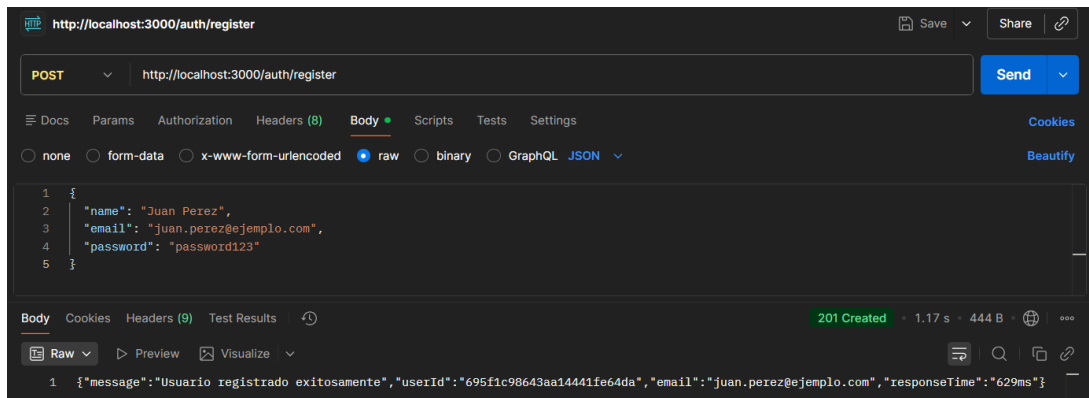 HTTP http://localhost:3000/auth/register Save Share
POST http://localhost:3000/auth/register Send
Docs Params Authorization Headers (8) Body Scripts Tests Settings Cookies
none form-data x-www-form-urlencoded raw binary GraphQL JSON Beautify
1 {
2 "name": "Juan Perez",
3 "email": "juan.perez@ejemplo.com",
4 "password": "password123"
5 }
Body Cookies Headers (9) Test Results 201 Created • 1.17 s • 444 B
Raw Preview Visualize
1 {"message":"Usuario registrado exitosamente","userId":"695f1c98643aa14441fe64da","email":"juan.perez@ejemplo.com","responseTime":"629ms"}